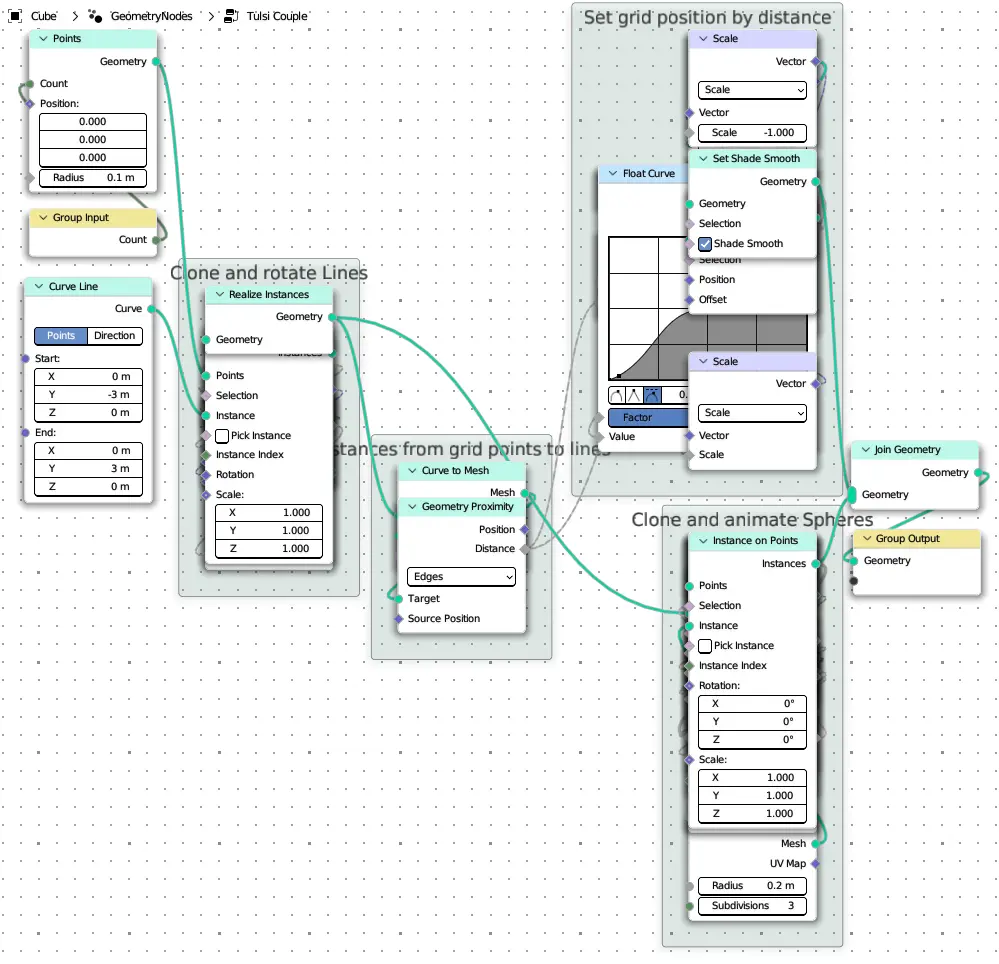 Cube > GeometryNodes > Tulsi Couple
Points
Geometry
Count
Position:
0.000
0.000
0.000
Radius 0.1 m
Group Input
Count
Curve Line
Curve
Points Direction
Start:
X 0 m
Y -3 m
Z 0 m
End:
X 0 m
Y 3 m
Z 0 m
Clone and rotate Lines
Realize Instances
Geometry
Geometry
Instances
Points
Selection
Instance
Pick Instance
Instance Index
Rotation
Scale:
X 1.000
Y 1.000
Z 1.000
stances from grid points to lines
Curve to Mesh
Mesh
Geometry Proximity
Position
Distance
Edges
Target
Source Position
Set grid position by distance
Scale
Vector
Scale
Vector
Scale -1.000
Set Shade Smooth
Geometry
Geometry
Selection
Shade Smooth
Selection
Position
Offset
Float Curve
0.
Factor
Value
Scale
Vector
Scale
Vector
Scale
Clone and animate Spheres
Instance on Points
Instances
Points
Selection
Instance
Pick Instance
Instance Index
Rotation:
X 0°
Y 0°
Z 0°
Scale:
X 1.000
Y 1.000
Z 1.000
Mesh
UV Map
Radius 0.2 m
Subdivisions 3
Join Geometry
Geometry
Geometry
Group Output
Geometry